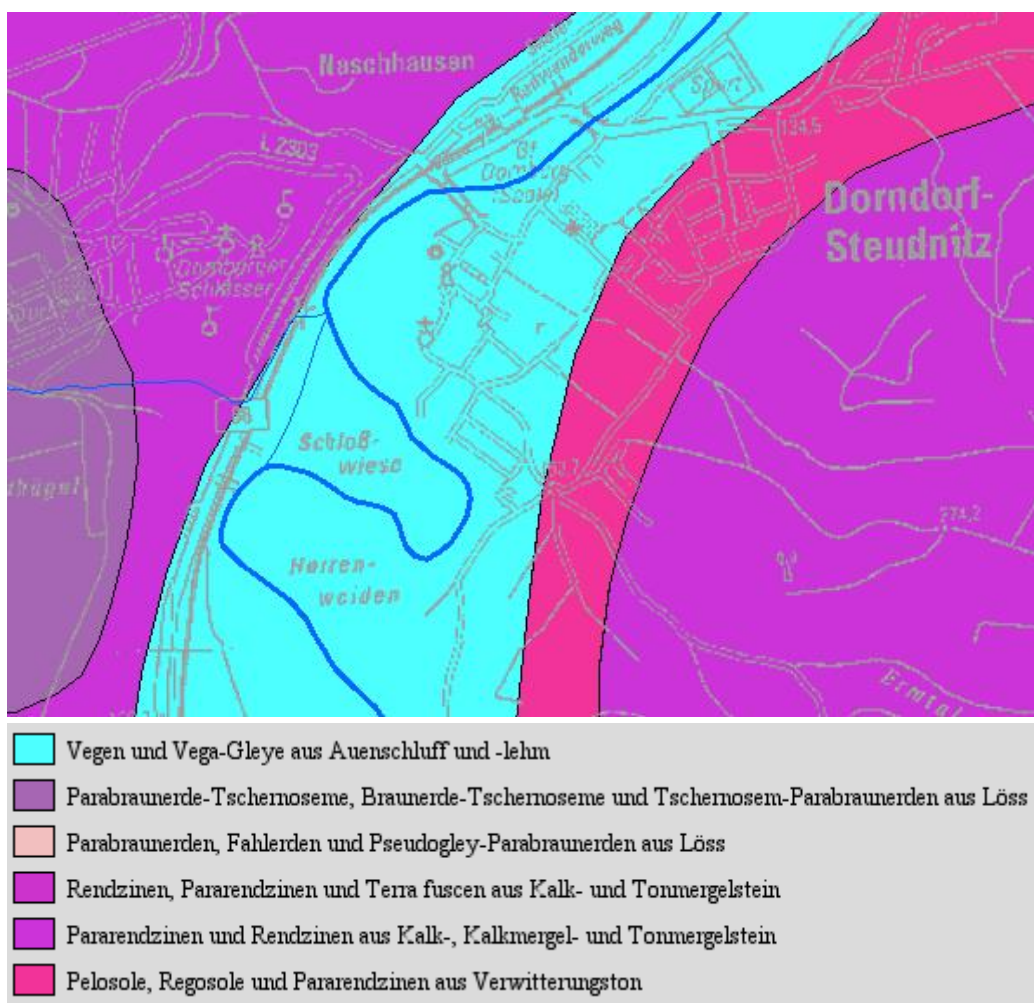 Naschhausen
Radwanderweg
Sport
L 2303
134,5
Bf
Dornburg
(Saale)
Dorndorf-
Steudnitz
Dornburger
Schlösser
Schloß-
wiese
Herren-
weiden
Vegen und Vega-Gleye aus Auenschluff und -lehm
Parabraunerde-Tschernoseme, Braunerde-Tschernoseme und Tschernosem-Parabraunerden aus Löss
Parabraunerden, Fahlerden und Pseudogley-Parabraunerden aus Löss
Rendzinen, Pararendzinen und Terra fuscen aus Kalk- und Tonmergelstein
Pararendzinen und Rendzinen aus Kalk-, Kalkmergel- und Tonmergelstein
Pelosole, Regosole und Pararendzinen aus Verwitterungston